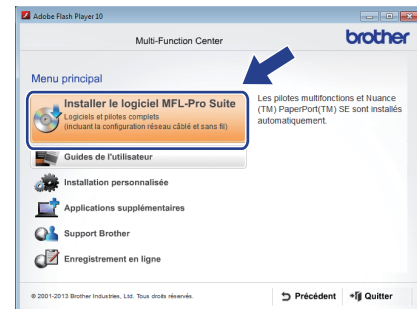 Adobe Flash Player 10
Multi-Function Center
brother
Menu principal
Installer le logiciel MFL-Pro Suite
Logiciels et pilotes complets
(incluant la configuration réseau câblé et sans fil)
Les pilotes multifonctions et Nuance
(TM) PaperPort(TM) SE sont installés
automatiquement.
Guides de l'utilisateur
Installation personnalisée
Applications supplémentaires
Support Brother
Enregistrement en ligne
© 2001-2013 Brother Industries, Ltd. Tous droits réservés.
Précédent
Quitter